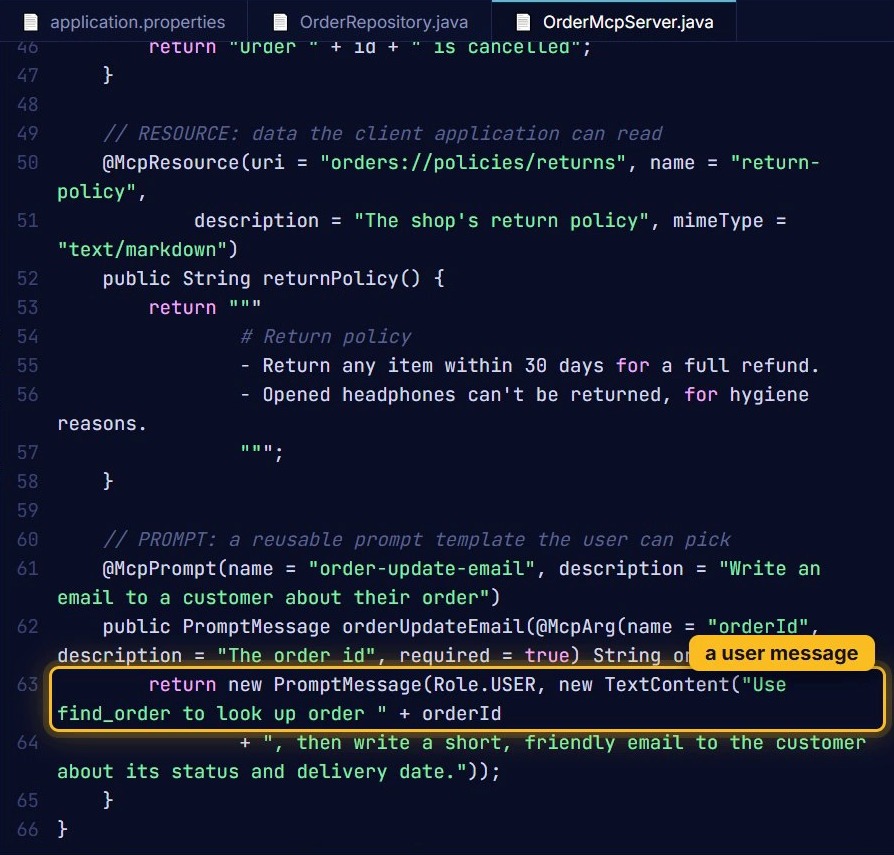 application.properties
OrderRepository.java
OrderMcpServer.java
46 return "Order " + id + " is cancelled";
47 }
48
49 // RESOURCE: data the client application can read
50 @McpResource(uri = "orders://policies/returns", name = "return-
policy",
51 description = "The shop's return policy", mimeType =
"text/markdown")
52 public String returnPolicy() {
53 return """
54 # Return policy
55 - Return any item within 30 days for a full refund.
56 - Opened headphones can't be returned, for hygiene
reasons.
57 """;
58 }
59
60 // PROMPT: a reusable prompt template the user can pick
61 @McpPrompt(name = "order-update-email", description = "Write an
email to a customer about their order")
62 public PromptMessage orderUpdateEmail(@McpArg(name = "orderId",
description = "The order id", required = true) String
a user message
63 return new PromptMessage(Role.USER, new TextContent("Use
find_order to look up order " + orderId
64 + ", then write a short, friendly email to the customer
about its status and delivery date."));
65 }
66 }